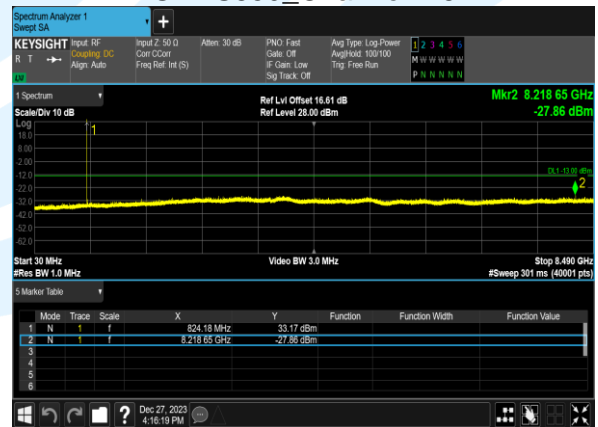 Spectrum Analyzer 1
Swept SA
+
KEYSIGHT Input: RF Input Z: 50 Ω Atten: 30 dB PNO: Fast Avg Type: Log-Power 1 2 3 4 5 6
R T Coupling: DC Corr CCorr Gate: Off Avg|Hold: 100/100 M W W W W W
Align: Auto Freq Ref: Int (S) IF Gain: Low Trig: Free Run
Sig Track: Off P N N N N N
1 Spectrum Ref Lvl Offset 16.61 dB Mkr2 8.218 65 GHz
Scale/Div 10 dB Ref Level 28.00 dBm -27.86 dBm
Log
18.0
8.00
-2.00
-12.0
-22.0
-32.0
-42.0
-52.0
-62.0
1
DL1 -13.00 dBm
2
Start 30 MHz Video BW 3.0 MHz Stop 8.490 GHz
#Res BW 1.0 MHz #Sweep 301 ms (40001 pts)
5 Marker Table
Mode Trace Scale X Y Function Function Width Function Value
1 N 1 f 824.18 MHz 33.17 dBm
2 N 1 f 8.218 65 GHz -27.86 dBm
3
4
5
6
? Dec 27, 2023
4:16:19 PM